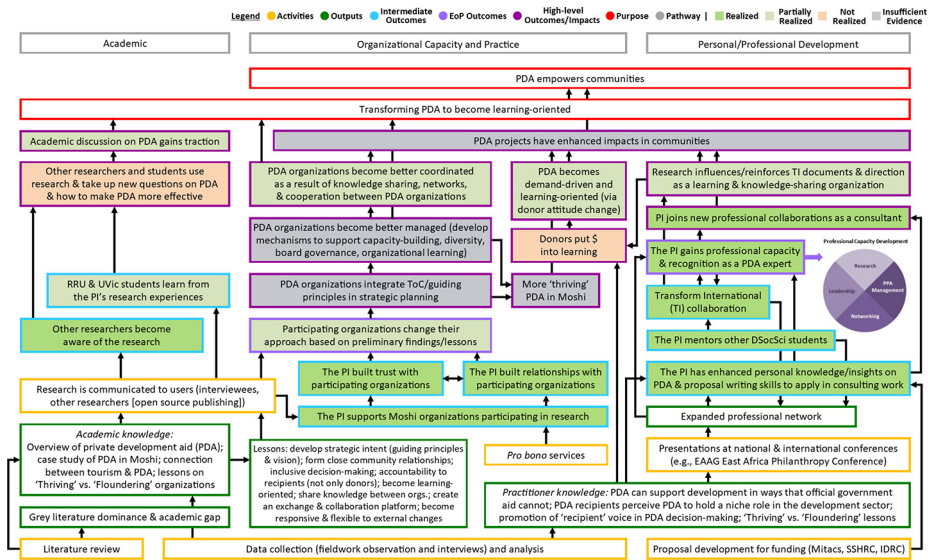 Legend Activities Outputs Intermediate Outcomes EoP Outcomes High-level Outcomes/Impacts Purpose Pathway | Realized Partially Realized Not Realized Insufficient Evidence
Academic
Organizational Capacity and Practice
Personal/Professional Development
PDA empowers communities
Transforming PDA to become learning-oriented
Academic discussion on PDA gains traction
PDA projects have enhanced impacts in communities
Other researchers and students use
research & take up new questions on PDA
& how to make PDA more effective
PDA organizations become better coordinated
as a result of knowledge sharing, networks,
& cooperation between PDA organizations
PDA becomes
demand-driven and
learning-oriented (via
donor attitude change)
Research influences/reinforces TI documents & direction
as a learning & knowledge-sharing organization
PI joins new professional collaborations as a consultant
PDA organizations become better managed (develop
mechanisms to support capacity-building, diversity,
board governance, organizational learning)
Donors put $
into learning
The PI gains professional capacity
& recognition as a PDA expert
Professional Capacity Development
Research
Leadership
PPA
Management
Networking
RRU & UVic students learn from
the PI's research experiences
PDA organizations integrate ToC/guiding
principles in strategic planning
More 'thriving'
PDA in Moshi
Transform International
(TI) collaboration
Other researchers become
aware of the research
Participating organizations change their
approach based on preliminary findings/lessons
The PI mentors other DSocSci students
The PI built trust with
participating organizations
The PI built relationships with
participating organizations
The PI has enhanced personal knowledge/insights on
PDA & proposal writing skills to apply in consulting work
Research is communicated to users (interviewees,
other researchers [open source publishing])
The PI supports Moshi organizations participating in research
Expanded professional network
Academic knowledge:
Overview of private development aid (PDA);
case study of PDA in Moshi; connection
between tourism & PDA; lessons on
'Thriving' vs. 'Floundering' organizations
Lessons: develop strategic intent (guiding principles
& vision); form close community relationships;
inclusive decision-making; accountability to
recipients (not only donors); become learning-
oriented; share knowledge between orgs.; create
an exchange & collaboration platform; become
responsive & flexible to external changes
Pro bono services
Presentations at national & international conferences
(e.g., EAAG East Africa Philanthropy Conference)
Practitioner knowledge: PDA can support development in ways that official government
aid cannot; PDA recipients perceive PDA to hold a niche role in the development sector;
promotion of 'recipient' voice in PDA decision-making; 'Thriving' vs. 'Floundering' lessons
Grey literature dominance & academic gap
Literature review
Data collection (fieldwork observation and interviews) and analysis
Proposal development for funding (Mitacs, SSHRC, IDRC)